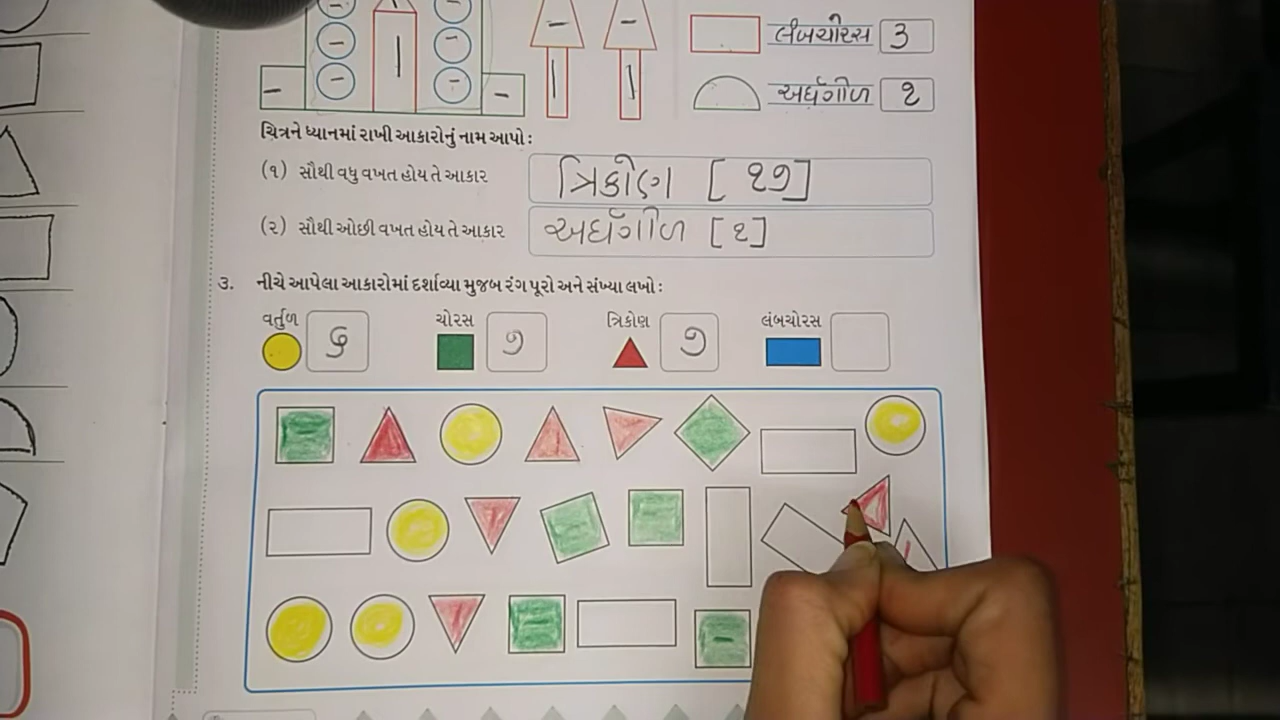 લંબચોરસ 3
અર્ધગોળ ૨
ચિત્રને ધ્યાનમાં રાખી આકારોનું નામ આપો :
(૧) સૌથી વધુ વખત હોય તે આકાર ત્રિકોણ [ ૨૭]
(૨) સૌથી ઓછી વખત હોય તે આકાર અર્ધગોળ [૨]
૩. નીચે આપેલા આકારોમાં દર્શાવ્યા મુજબ રંગ પૂરો અને સંખ્યા લખો :
વર્તુળ ૬ ચોરસ ૭ ત્રિકોણ ૭ લંબચોરસ